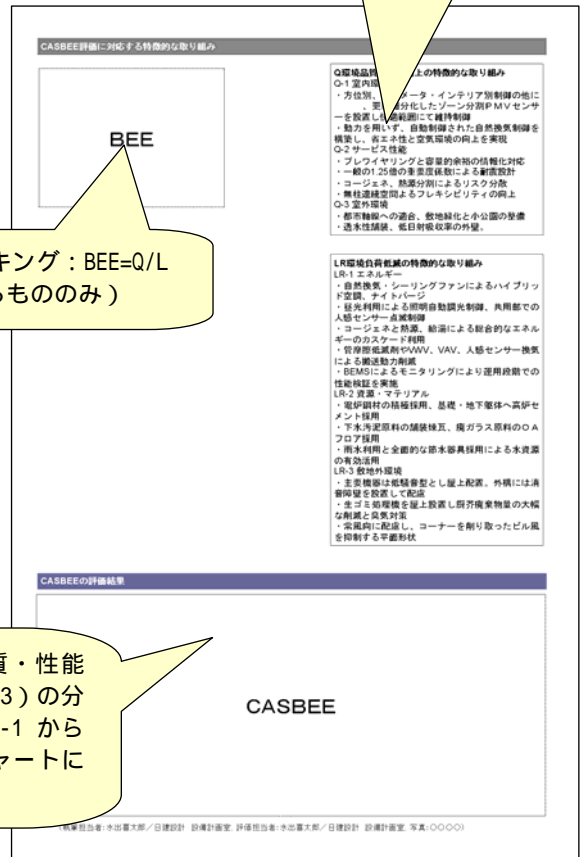 CASBEE評価に対応する特徴的な取り組み
BEE
キング：BEE=Q/L
るもののみ）
Q環境品質
上の特徴的な取り組み
Q-1 室内環
・方位別、
メータ・インテリア別制御の他に
、更
分化したゾーン分割PMVセンサ
ーを設置し快適範囲にて維持制御
・動力を用いず、自動制御された自然換気制御を
構築し、省エネ性と空気環境の向上を実現
Q-2 サービス性能
・プレワイヤリングと容量的余裕の情報化対応
・一般の1.25倍の重要度係数による耐震設計
・コージェネ、熱源分割によるリスク分散
・無柱連続空間よるフレキシビリティの向上
Q-3 室外環境
・都市軸線への適合、敷地緑化と小公園の整備
・透水性舗装、低日射吸収率の外壁。
LR環境負荷低減の特徴的な取り組み
LR-1 エネルギー
・自然換気・シーリングファンによるハイブリッ
ド空調、ナイトパージ
・昼光利用による照明自動調光制御、共用部での
人感センサー点滅制御
・コージェネと熱源、給湯による総合的なエネル
ギーのカスケード利用
・管摩擦低減剤やVWV、VAV、人感センサー換気
による搬送動力削減
・BEMSによるモニタリングにより運用段階での
性能検証を実施
LR-2 資源・マテリアル
・電炉鋼材の積極採用、基礎・地下躯体へ高炉セ
メント採用
・下水汚泥原料の舗装煉瓦、廃ガラス原料のOA
フロア採用
・雨水利用と全面的な節水器具採用による水資源
の有効活用
LR-3 敷地外環境
・主要機器は低騒音型とし屋上配置。外構には消
音障壁を設置して配慮
・生ゴミ処理機を屋上設置し厨芥廃棄物量の大幅
な削減と臭気対策
・常風向に配慮し、コーナーを削り取ったビル風
を抑制する平面形状
CASBEEの評価結果
質・性能
3）の分
-1 から
ャートに
CASBEE
（執筆担当者:水出喜太郎／日建設計 設備計画室, 評価担当者:水出喜太郎／日建設計 設備計画室, 写真:〇〇〇〇）